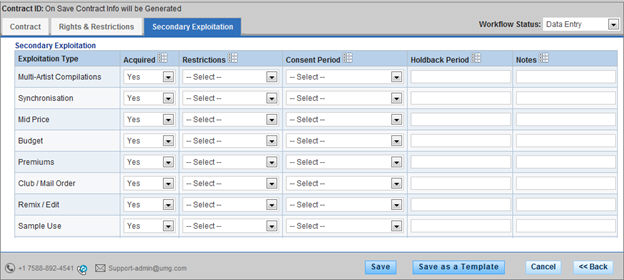 Contract ID: On Save Contract Info will be Generated
Contract Rights & Restrictions Secondary Exploitation Workflow Status: Data Entry
Secondary Exploitation
Exploitation Type Acquired Restrictions Consent Period Holdback Period Notes
Multi-Artist Compilations Yes -- Select -- -- Select --
Synchronisation Yes -- Select -- -- Select --
Mid Price Yes -- Select -- -- Select --
Budget Yes -- Select -- -- Select --
Premiums Yes -- Select -- -- Select --
Club / Mail Order Yes -- Select -- -- Select --
Remix / Edit Yes -- Select -- -- Select --
Sample Use Yes -- Select -- -- Select --
+1 7588-892-4541 Support-admin@umg.com Save Save as a Template Cancel << Back